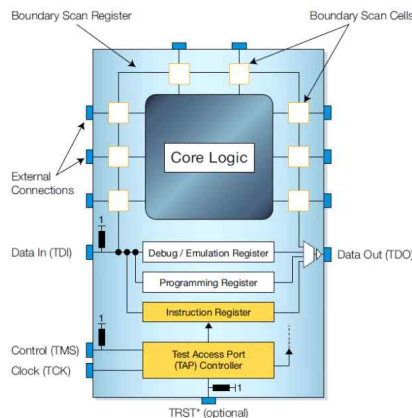 Boundary Scan Register
Boundary Scan Cells
Core Logic
External
Connections
1
Data In (TDI)
Debug / Emulation Register
Data Out (TDO)
Programming Register
Instruction Register
1
Control (TMS)
Clock (TCK)
Test Access Port
(TAP) Controller
1
TRST* (optional)